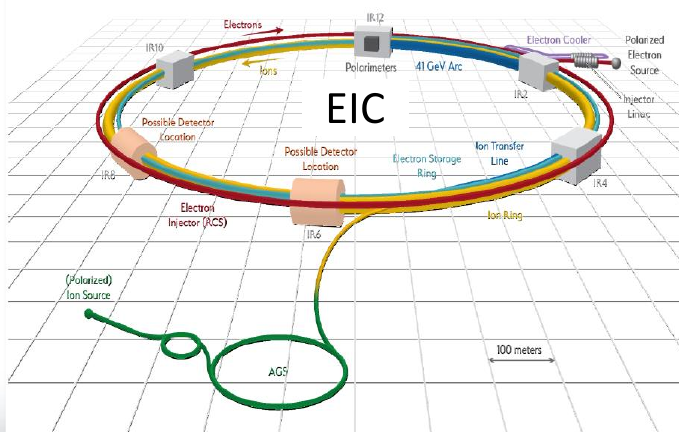 Electrons
IR12
IR10
Ions
Polarimeters
41 GeV Arc
Electron Cooler
Polarized
Electron
Source
IR2
Injector
Linac
EIC
Possible Detector
Location
IR8
Possible Detector
Location
Electron Storage
Ring
Ion Transfer
Line
IR4
Electron
Injector (RCS)
IR6
Ion Ring
(Polarized)
Ion Source
AGS
100 meters